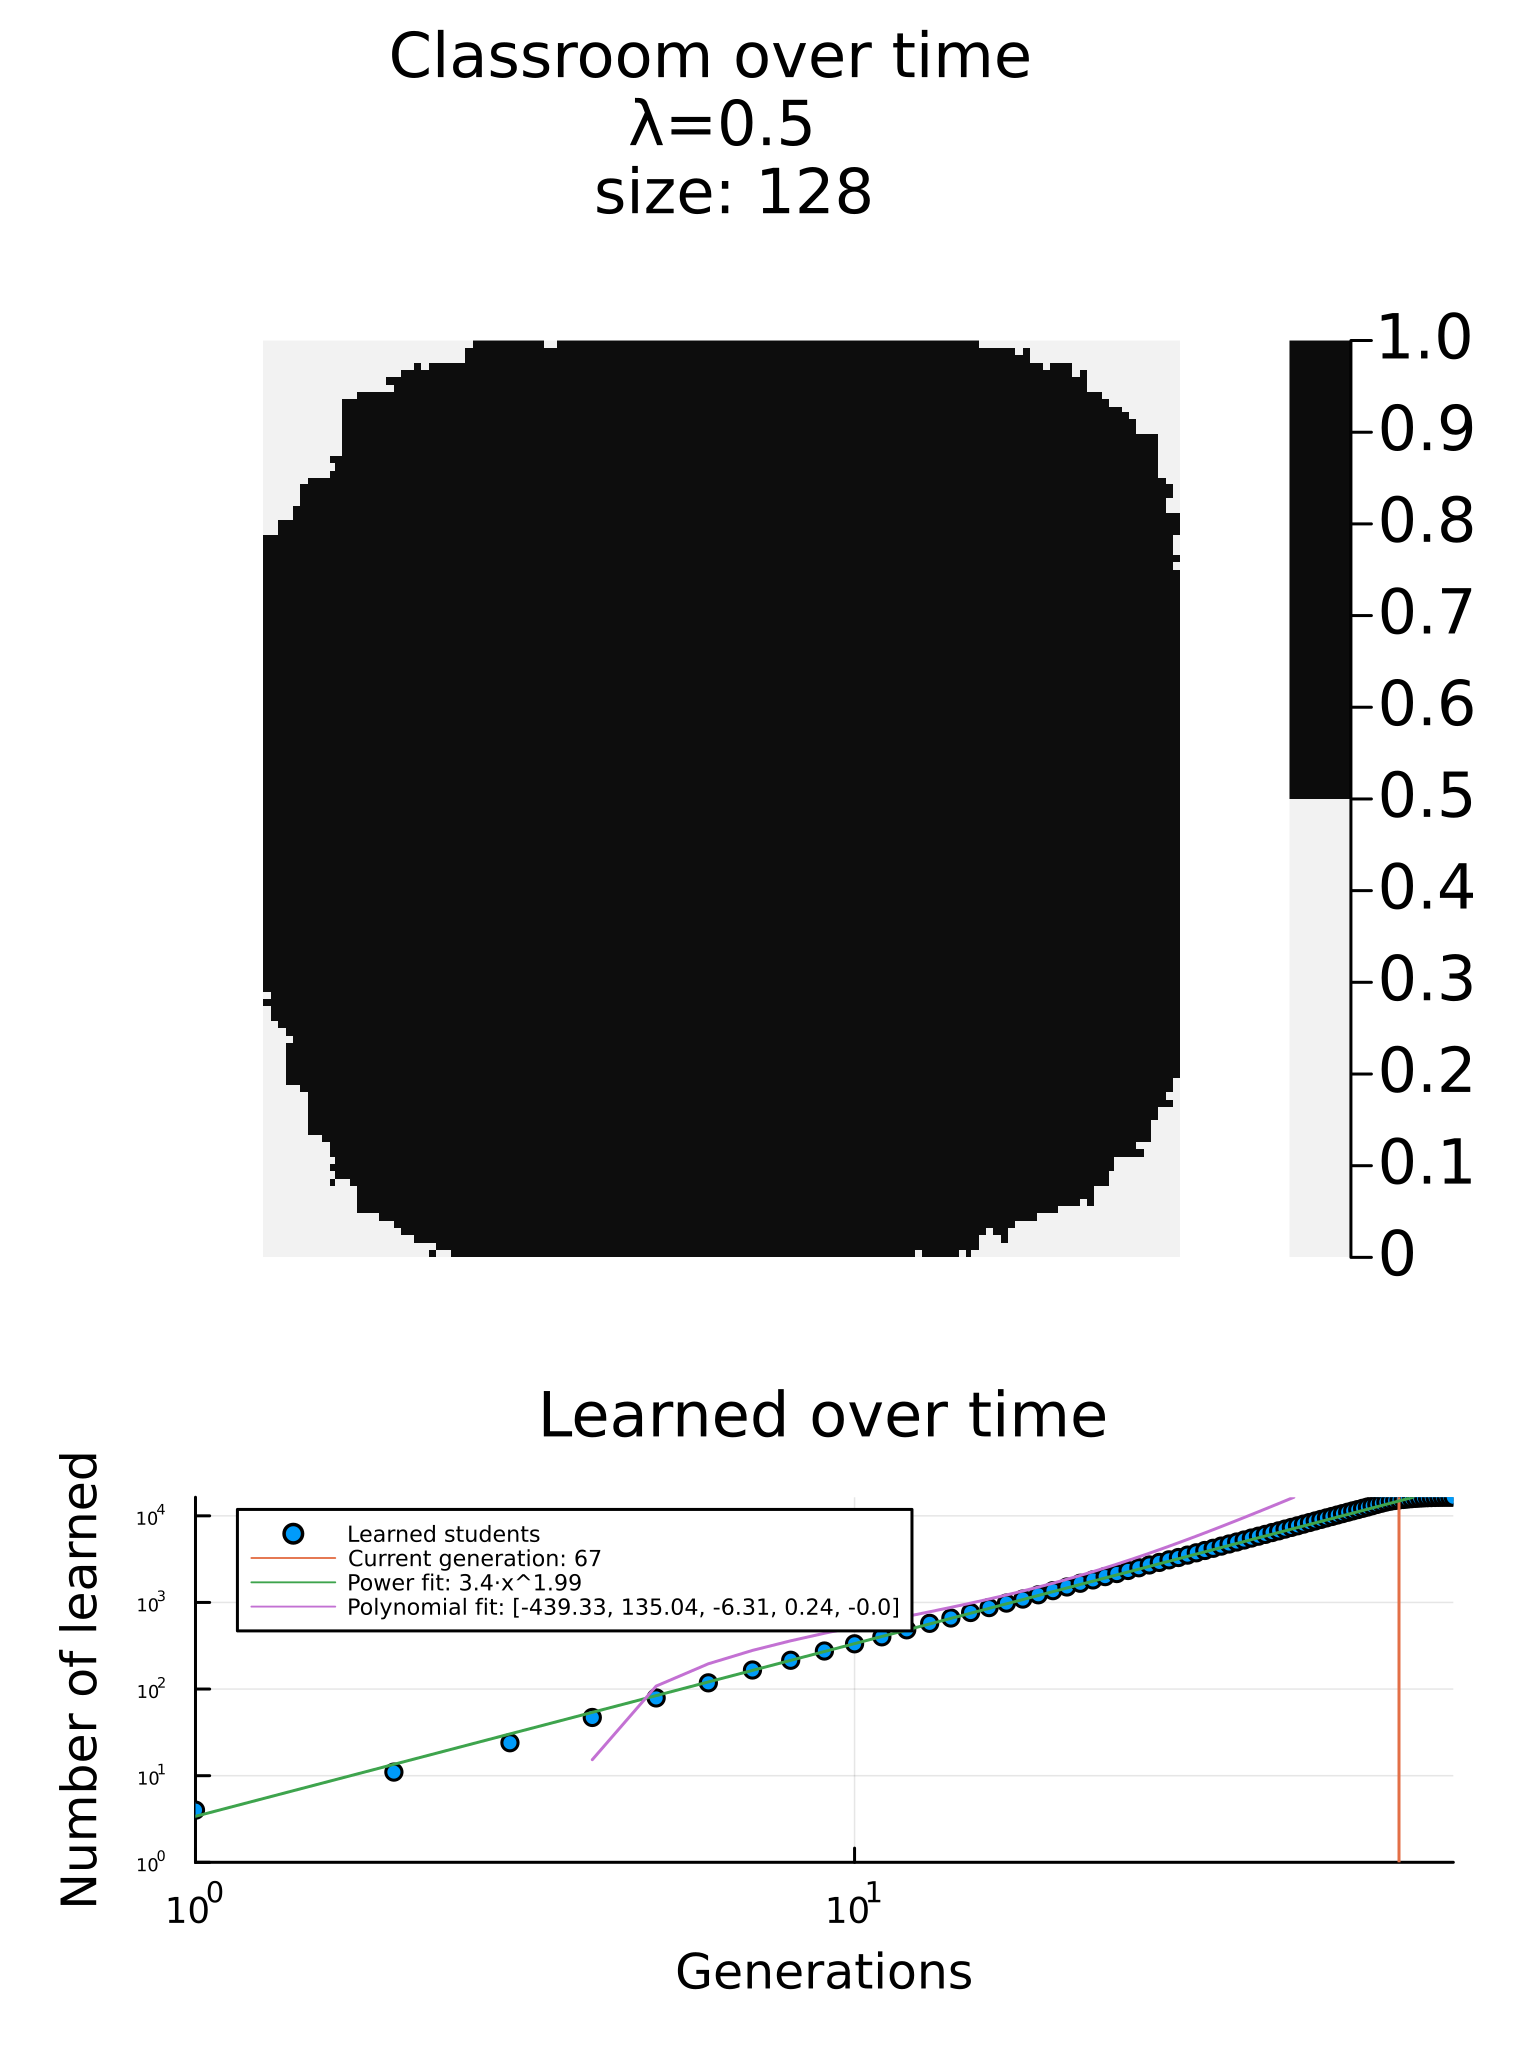 Classroom over time
λ=0.5
size: 128
1.0
0.9
0.8
0.7
0.6
0.5
0.4
0.3
0.2
0.1
0
Learned over time
Number of learned
10^4
10^3
10^2
10^1
10^0
Learned students
Current generation: 67
Power fit: 3.4·x^1.99
Polynomial fit: [-439.33, 135.04, -6.31, 0.24, -0.0]
10^0
10^1
Generations